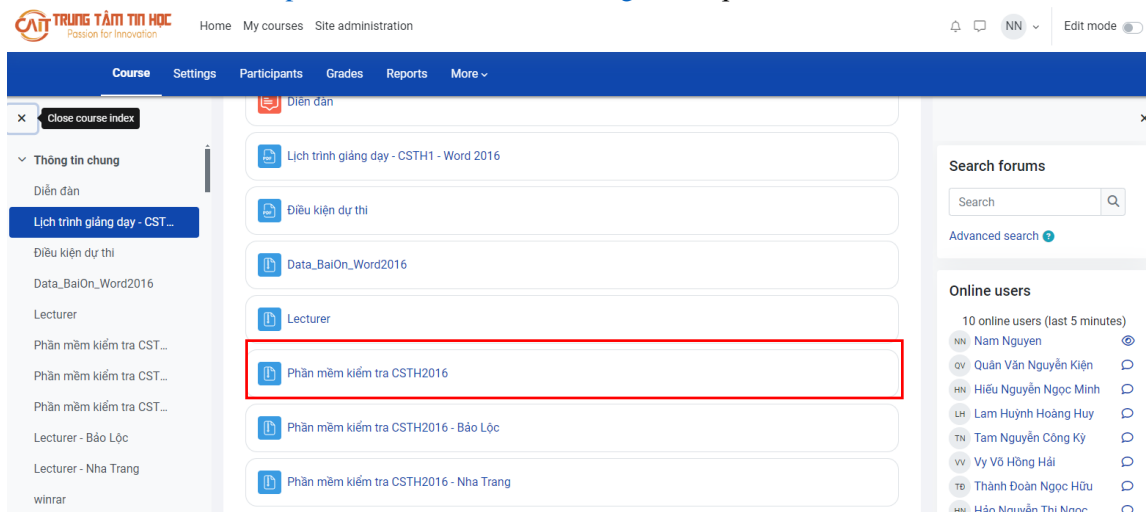 TRUNG TÂM TIN HỌC
Passion for Innovation
Home My courses Site administration
NN
Edit mode
Course Settings Participants Grades Reports More
Close course index
Thông tin chung
Diễn đàn
Lịch trình giảng dạy - CST...
Điều kiện dự thi
Data_BaiOn_Word2016
Lecturer
Phần mềm kiểm tra CST...
Phần mềm kiểm tra CST...
Phần mềm kiểm tra CST...
Lecturer - Bảo Lộc
Lecturer - Nha Trang
winrar
Diễn đàn
Lịch trình giảng dạy - CSTH1 - Word 2016
Điều kiện dự thi
Data_BaiOn_Word2016
Lecturer
Phần mềm kiểm tra CSTH2016
Phần mềm kiểm tra CSTH2016 - Bảo Lộc
Phần mềm kiểm tra CSTH2016 - Nha Trang
Search forums
Search
Advanced search
Online users
10 online users (last 5 minutes)
NN Nam Nguyen
QV Quân Văn Nguyễn Kiện
HN Hiếu Nguyễn Ngọc Minh
LH Lam Huỳnh Hoàng Huy
TN Tam Nguyễn Công Kỳ
VV Vy Võ Hồng Hải
TĐ Thành Đoàn Ngọc Hữu
HN Hảo Nguyễn Thị Ngọc